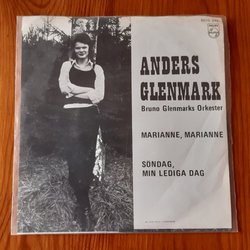 PHILIPS
ANDERS
GLENMARK
Bruno Glenmarks Orkester
MARIANNE, MARIANNE
SÖNDAG,
MIN LEDIGA DAG